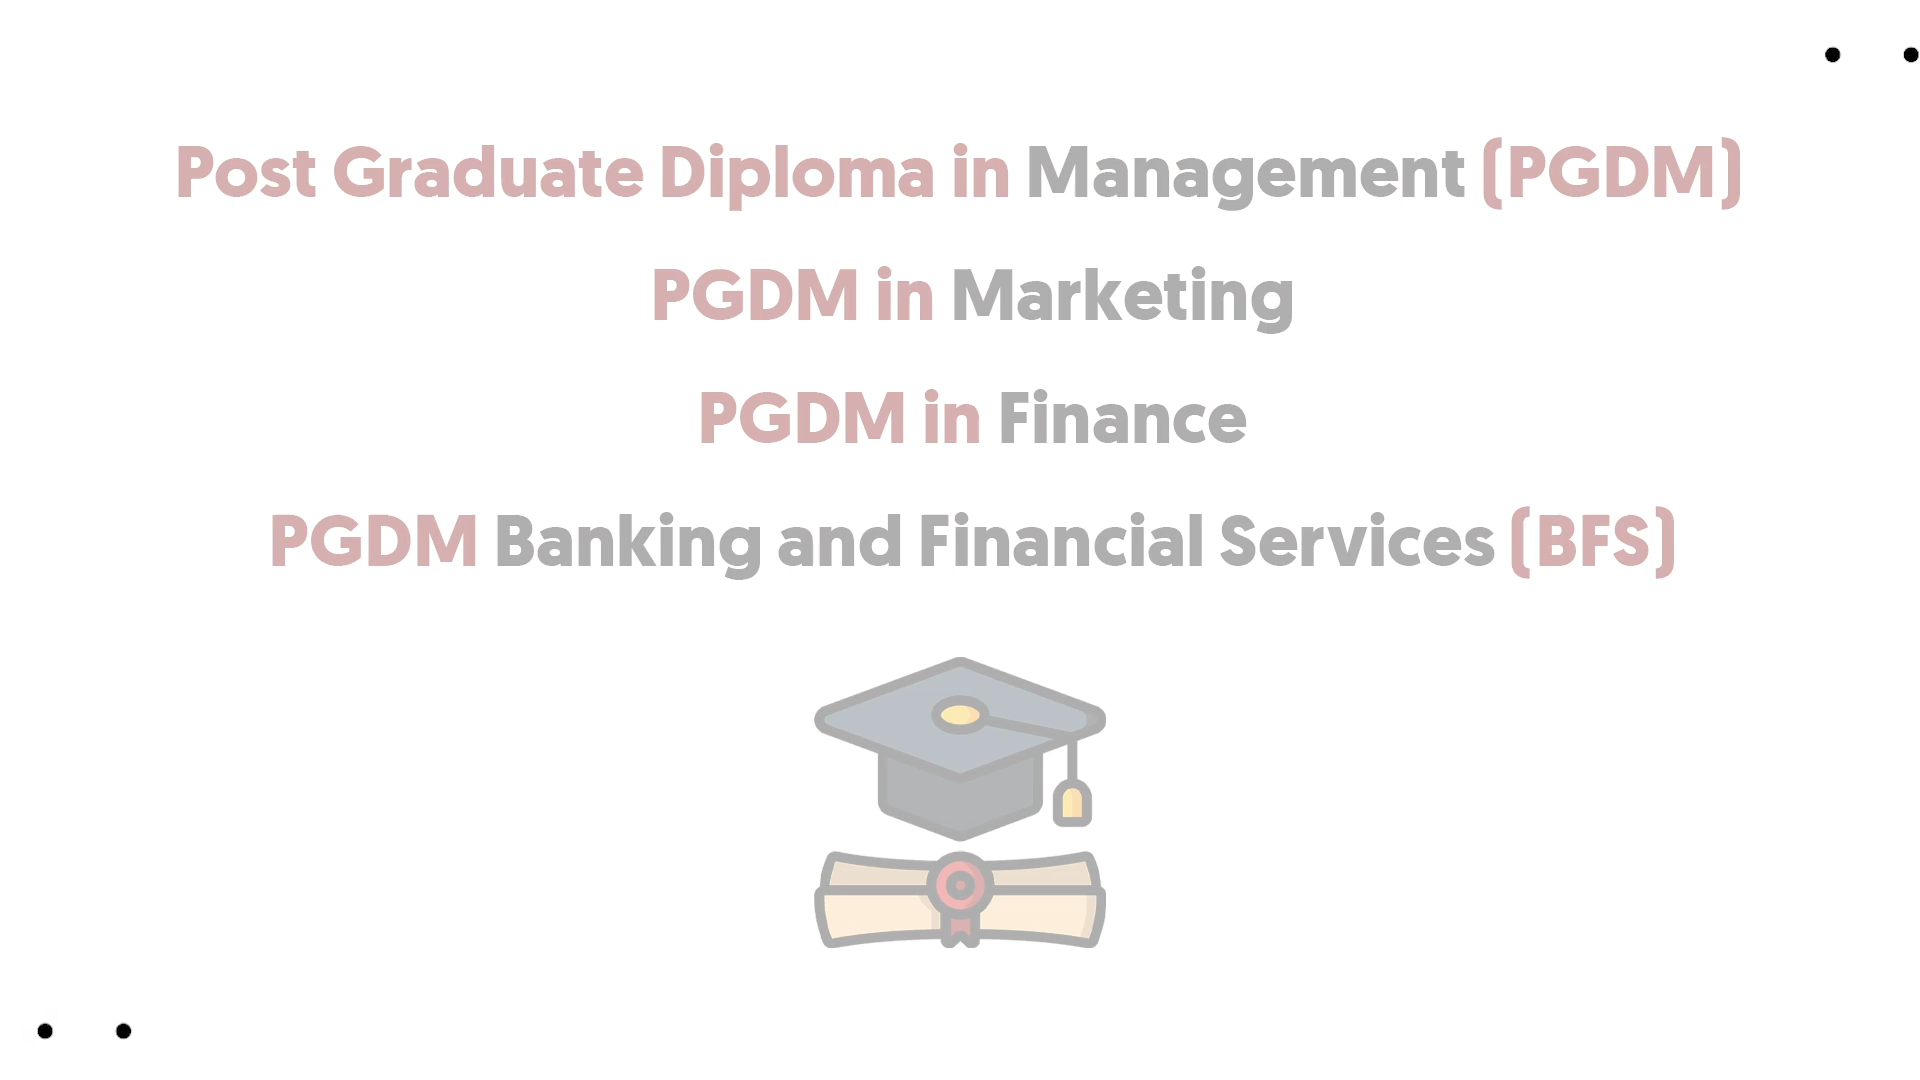 Post Graduate Diploma in Management (PGDM)
PGDM in Marketing
PGDM in Finance
PGDM Banking and Financial Services (BFS)